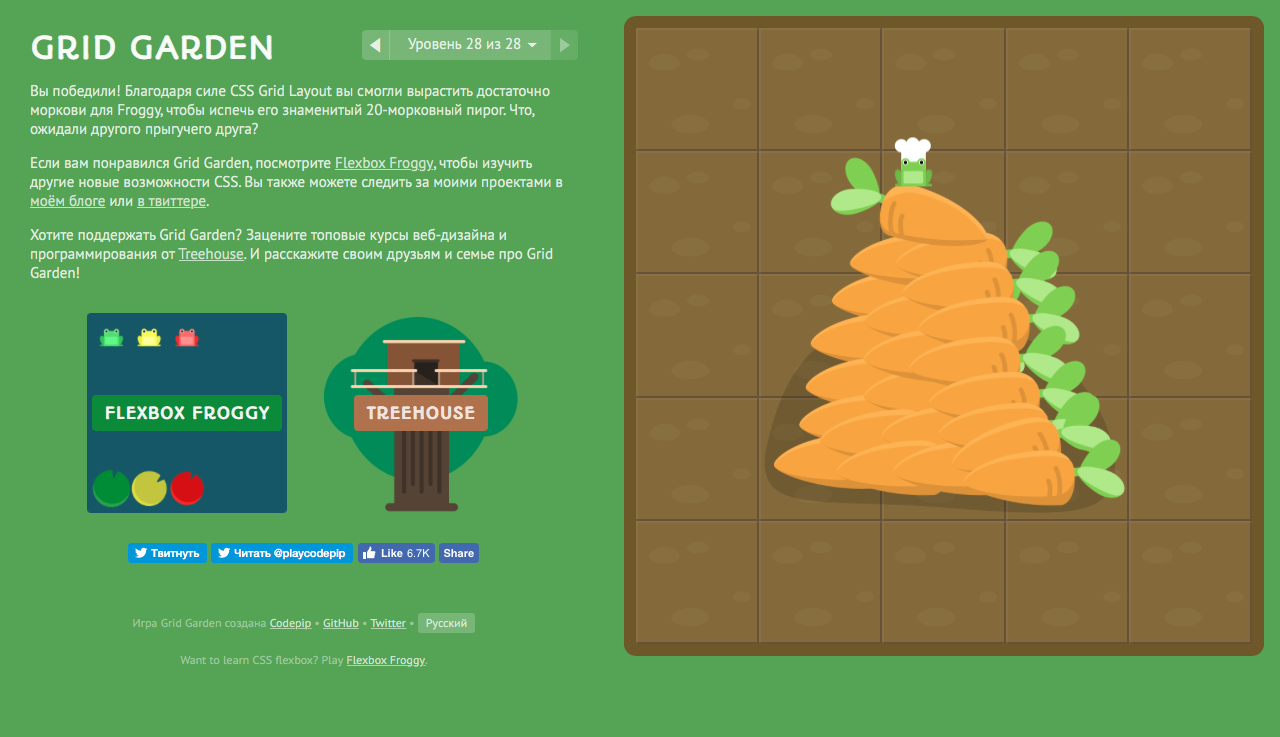 GRID GARDEN
Уровень 28 из 28
Вы победили! Благодаря силе CSS Grid Layout вы смогли вырастить достаточно
моркови для Froggy, чтобы испечь его знаменитый 20-морковный пирог. Что,
ожидали другого прыгучего друга?
Если вам понравился Grid Garden, посмотрите Flexbox Froggy, чтобы изучить
другие новые возможности CSS. Вы также можете следить за моими проектами в
моём блоге или в твиттере.
Хотите поддержать Grid Garden? Зацените топовые курсы веб-дизайна и
программирования от Treehouse. И расскажите своим друзьям и семье про Grid
Garden!
FLEXBOX FROGGY
TREEHOUSE
Твитнуть
Читать @playcodepip
Like 6.7K
Share
Игра Grid Garden создана Codepip • GitHub • Twitter • Русский
Want to learn CSS flexbox? Play Flexbox Froggy.